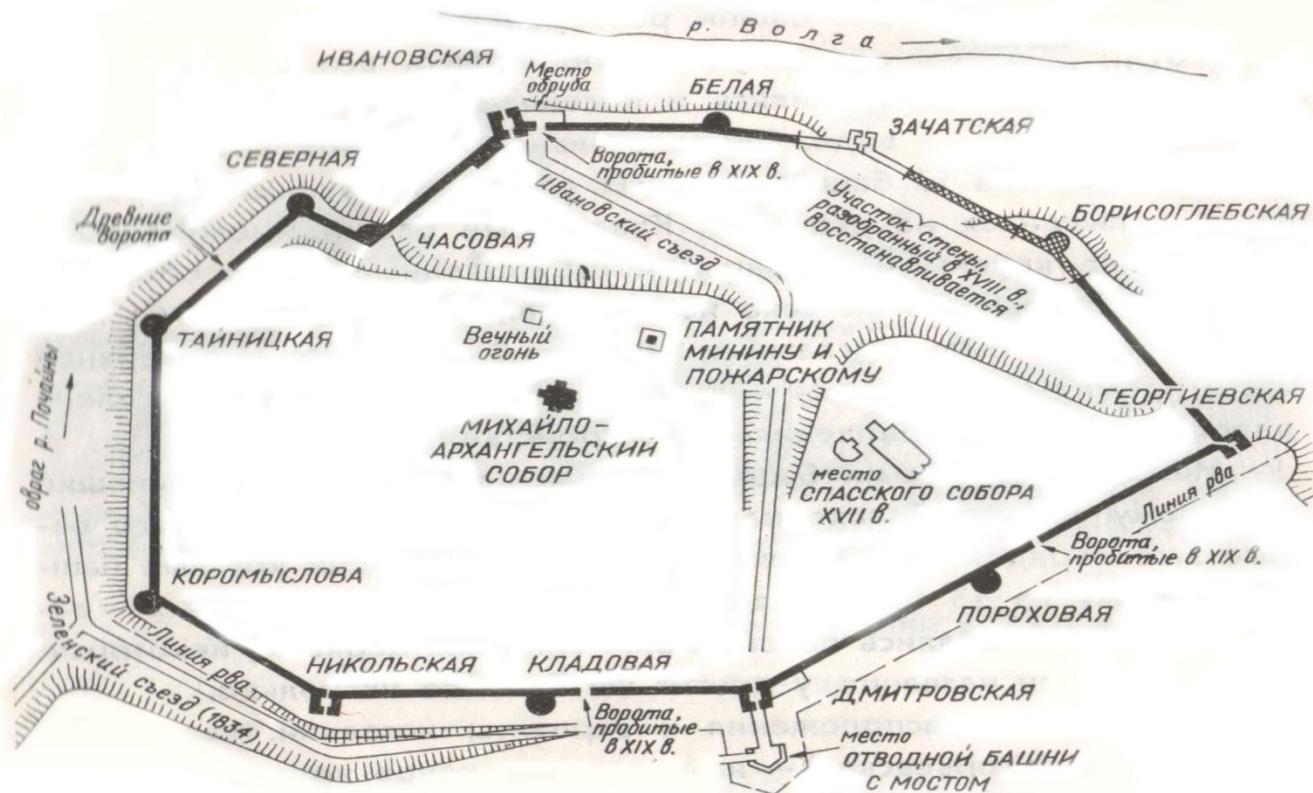 р. Волга
ИВАНОВСКАЯ
Место
обруба
БЕЛАЯ
ЗАЧАТСКАЯ
Ворота,
пробитые в XIX в.
СЕВЕРНАЯ
Древние
ворота
ЧАСОВАЯ
Ивановский съезд
Участок стены,
разобранный в XVIII в.,
восстанавливается
БОРИСОГЛЕБСКАЯ
ТАЙНИЦКАЯ
Вечный
огонь
ПАМЯТНИК
МИНИНУ И
ПОЖАРСКОМУ
ГЕОРГИЕВСКАЯ
МИХАЙЛО-
АРХАНГЕЛЬСКИЙ
СОБОР
место
СПАССКОГО СОБОРА
XVII в.
Линия рва
овраг р. Почайны
Ворота,
пробитые в XIX в.
ПОРОХОВАЯ
КОРОМЫСЛОВА
Зеленский съезд (1834)
Линия рва
НИКОЛЬСКАЯ
КЛАДОВАЯ
Ворота,
пробитые
в XIX в.
ДМИТРОВСКАЯ
место
ОТВОДНОЙ БАШНИ
С МОСТОМ